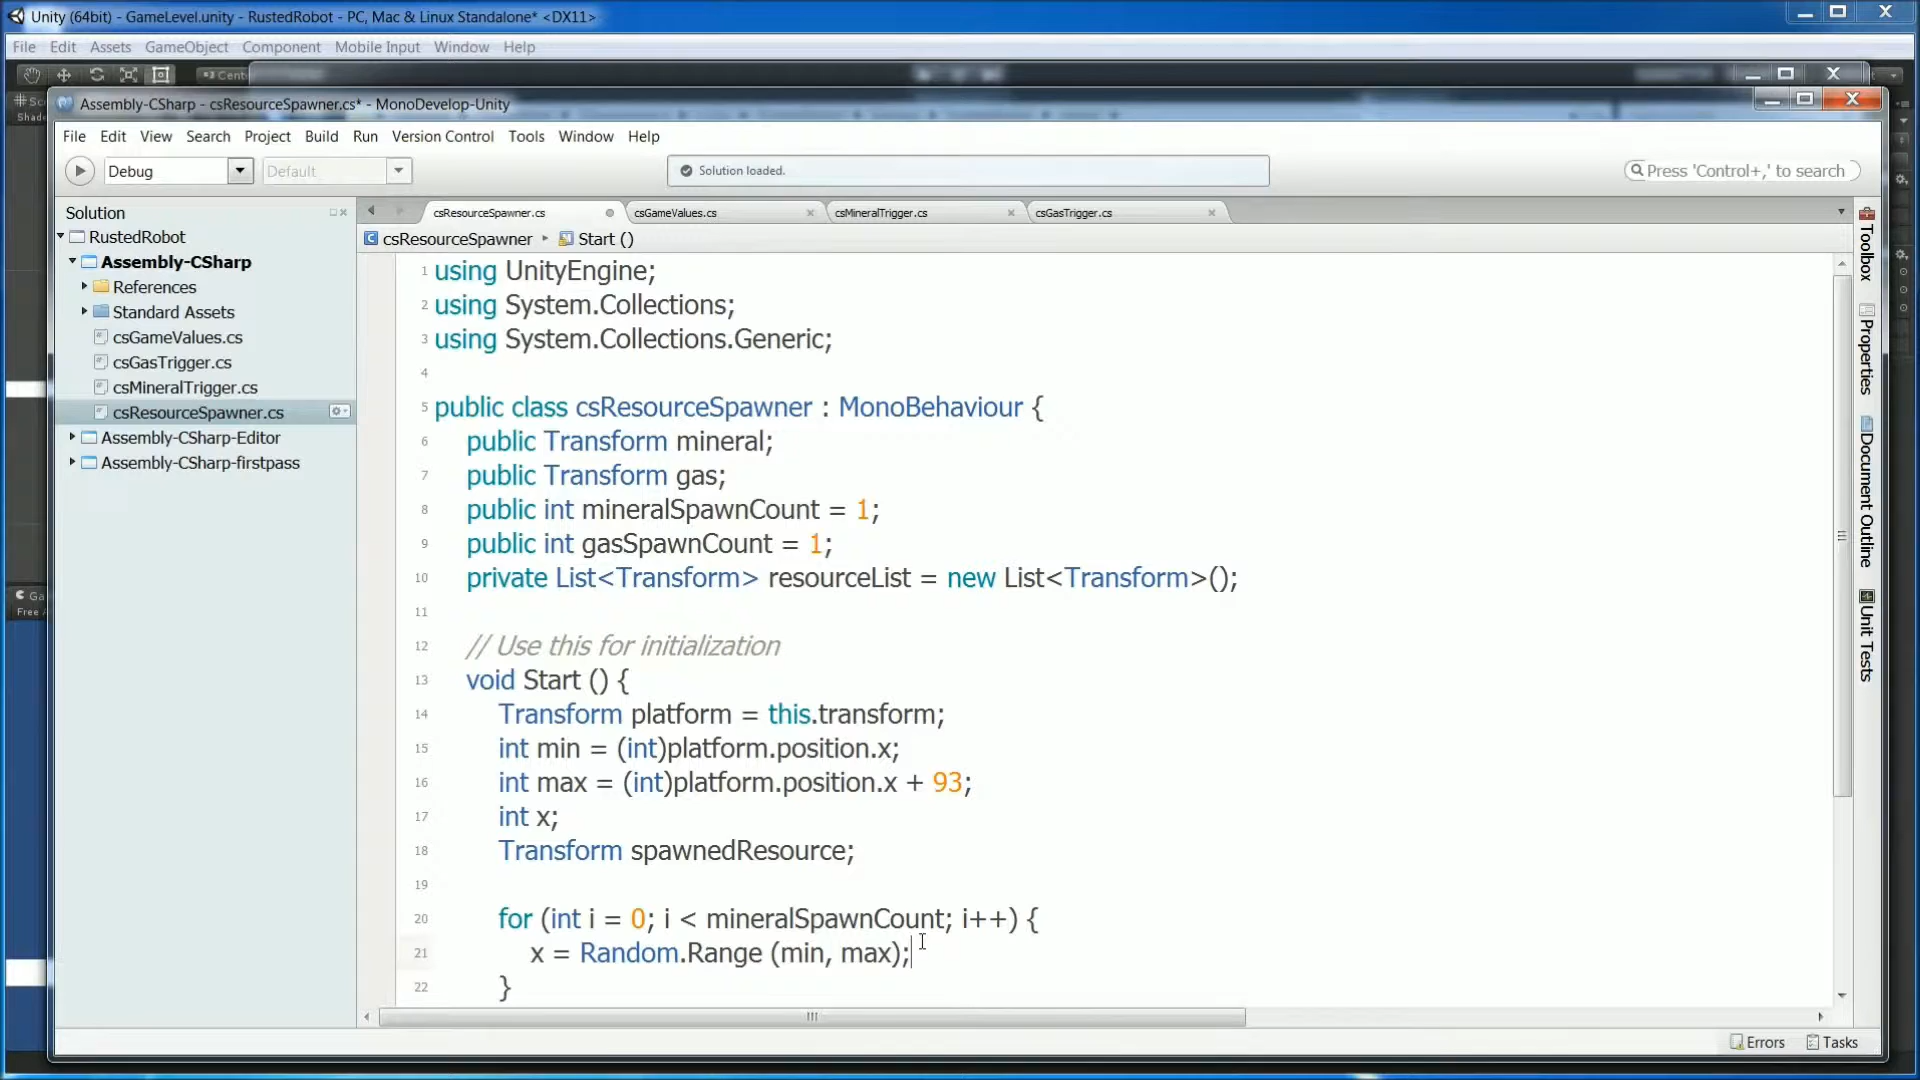 Unity (64bit) - GameLevel.unity - RustedRobot - PC, Mac & Linux Standalone* <DX11>
File Edit Assets GameObject Component Mobile Input Window Help
Cent
Sc
Shade
Assembly-CSharp - csResourceSpawner.cs* - MonoDevelop-Unity
File Edit View Search Project Build Run Version Control Tools Window Help
Debug Default Solution loaded. Press 'Control+,' to search
Solution
RustedRobot
Assembly-CSharp
References
Standard Assets
csGameValues.cs
csGasTrigger.cs
csMineralTrigger.cs
csResourceSpawner.cs
Assembly-CSharp-Editor
Assembly-CSharp-firstpass
Ga
Free A
csResourceSpawner.cs csGameValues.cs csMineralTrigger.cs csGasTrigger.cs
csResourceSpawner Start ()
1 using UnityEngine;
2 using System.Collections;
3 using System.Collections.Generic;
4
5 public class csResourceSpawner : MonoBehaviour {
6 public Transform mineral;
7 public Transform gas;
8 public int mineralSpawnCount = 1;
9 public int gasSpawnCount = 1;
10 private List<Transform> resourceList = new List<Transform>();
11
12 // Use this for initialization
13 void Start () {
14 Transform platform = this.transform;
15 int min = (int)platform.position.x;
16 int max = (int)platform.position.x + 93;
17 int x;
18 Transform spawnedResource;
19
20 for (int i = 0; i < mineralSpawnCount; i++) {
21 x = Random.Range (min, max);
22 }
Toolbox
Properties
Document Outline
Unit Tests
Errors Tasks